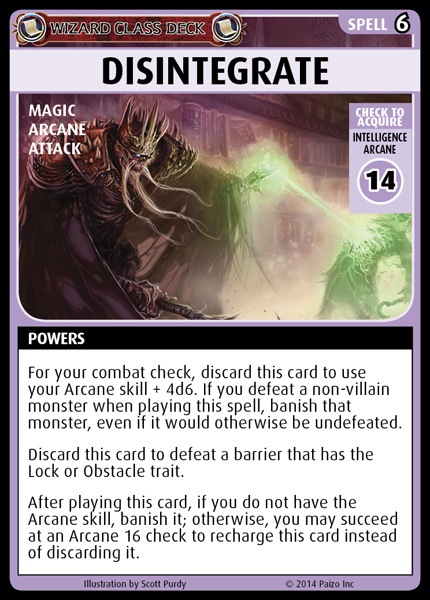 WIZARD CLASS DECK
SPELL 6
DISINTEGRATE
MAGIC
ARCANE
ATTACK
CHECK TO
ACQUIRE
INTELLIGENCE
ARCANE
14
POWERS
For your combat check, discard this card to use
your Arcane skill + 4d6. If you defeat a non-villain
monster when playing this spell, banish that
monster, even if it would otherwise be undefeated.
Discard this card to defeat a barrier that has the
Lock or Obstacle trait.
After playing this card, if you do not have the
Arcane skill, banish it; otherwise, you may succeed
at an Arcane 16 check to recharge this card instead
of discarding it.
Illustration by Scott Purdy
© 2014 Paizo Inc